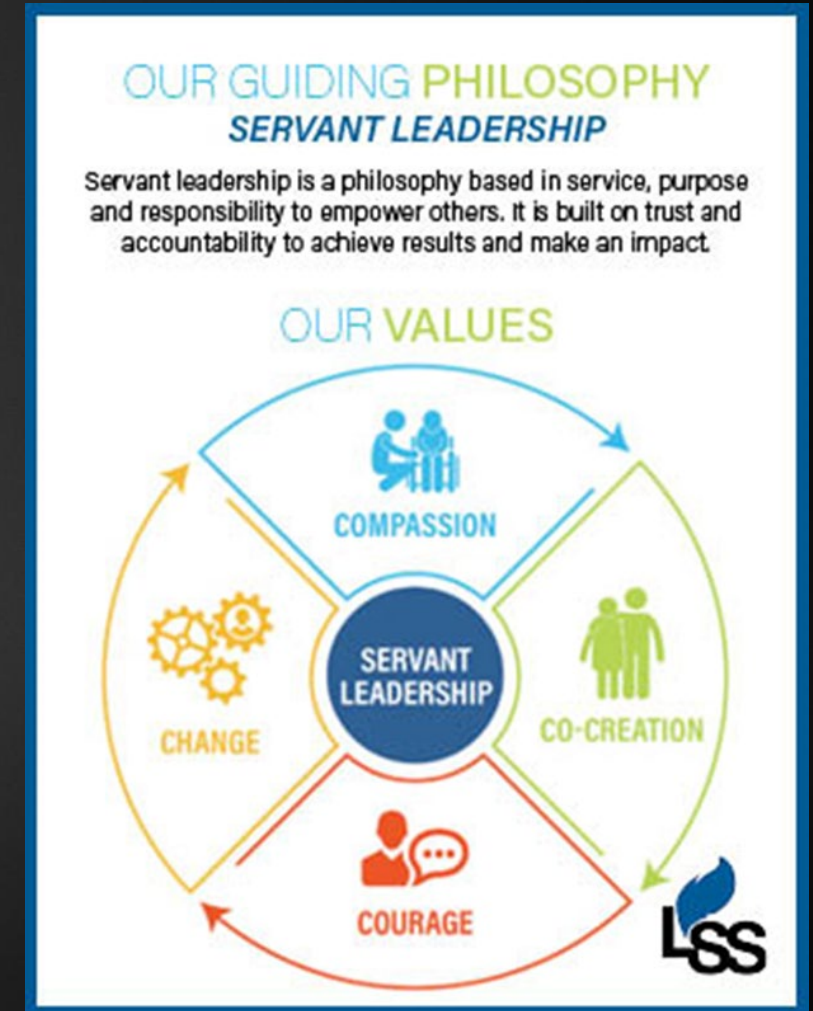 OUR GUIDING PHILOSOPHY
SERVANT LEADERSHIP
Servant leadership is a philosophy based in service, purpose
and responsibility to empower others. It is built on trust and
accountability to achieve results and make an impact.
OUR VALUES
COMPASSION
SERVANT
LEADERSHIP
CO-CREATION
CHANGE
COURAGE
LSS